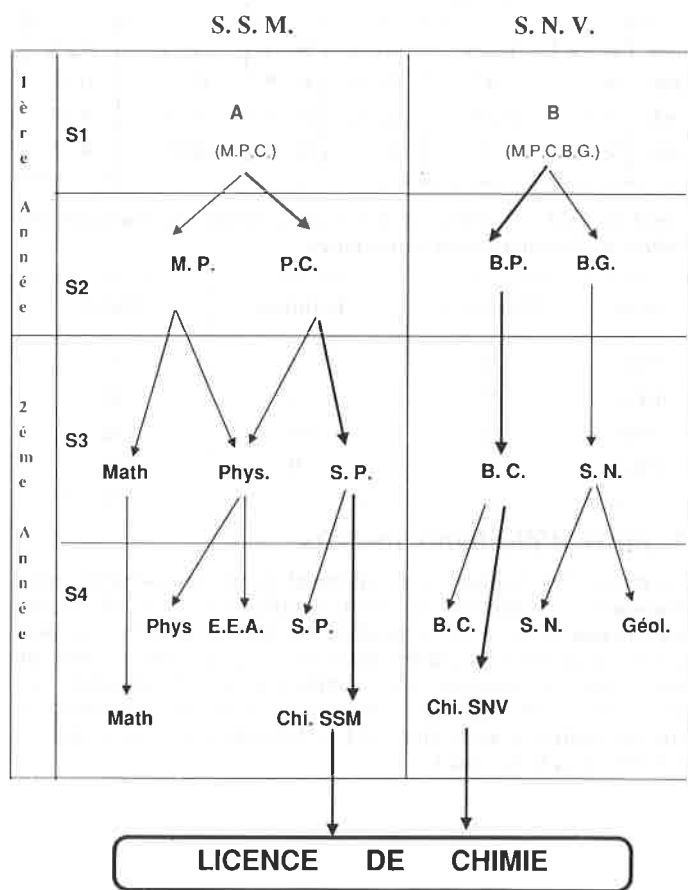 S. S. M. S. N. V.
1ère Année
S1
A B
(M.P.C.) (M.P.C.B.G.)
S2
M. P. P.C. B.P. B.G.
2éme Année
S3
Math Phys. S. P. B. C. S. N.
S4
Phys E.E.A. S. P. B. C. S. N. Géol.
Math Chi. SSM Chi. SNV
LICENCE DE CHIMIE